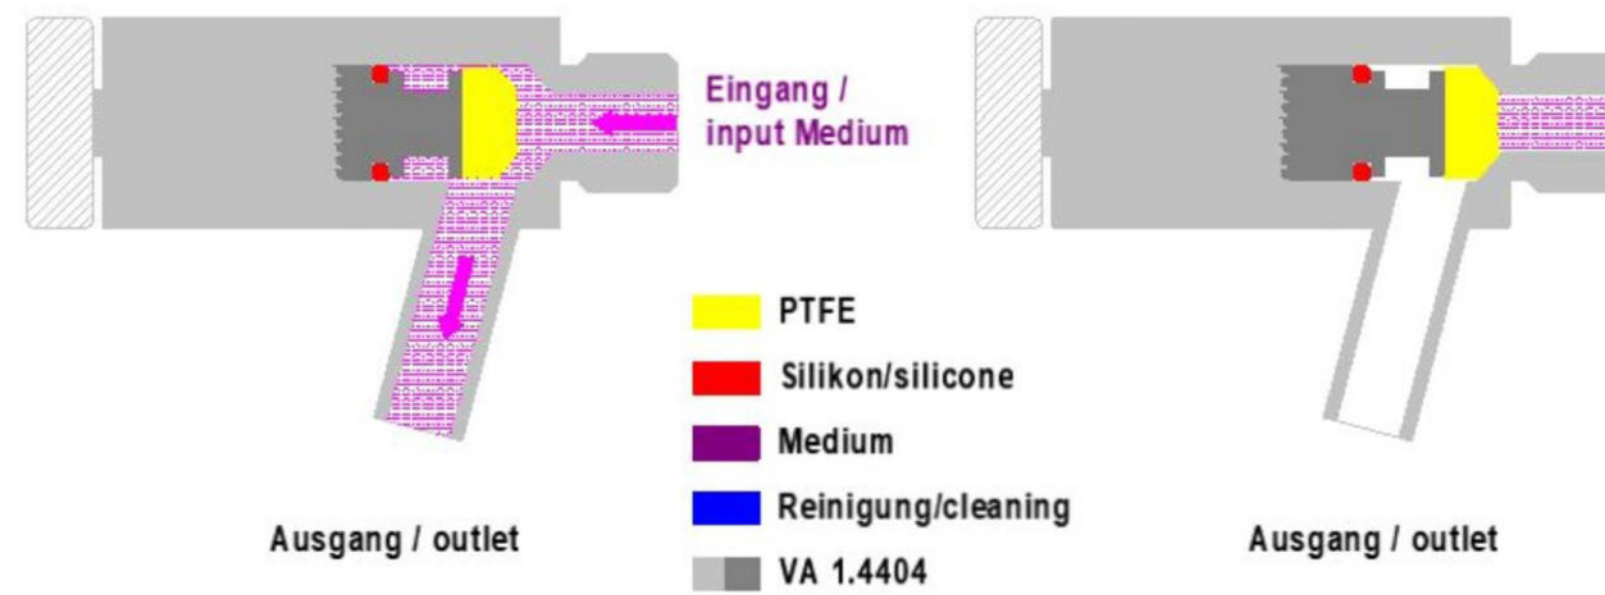 Eingang /
input Medium
PTFE
Silikon/silicone
Medium
Reinigung/cleaning
VA 1.4404
Ausgang / outlet
Ausgang / outlet